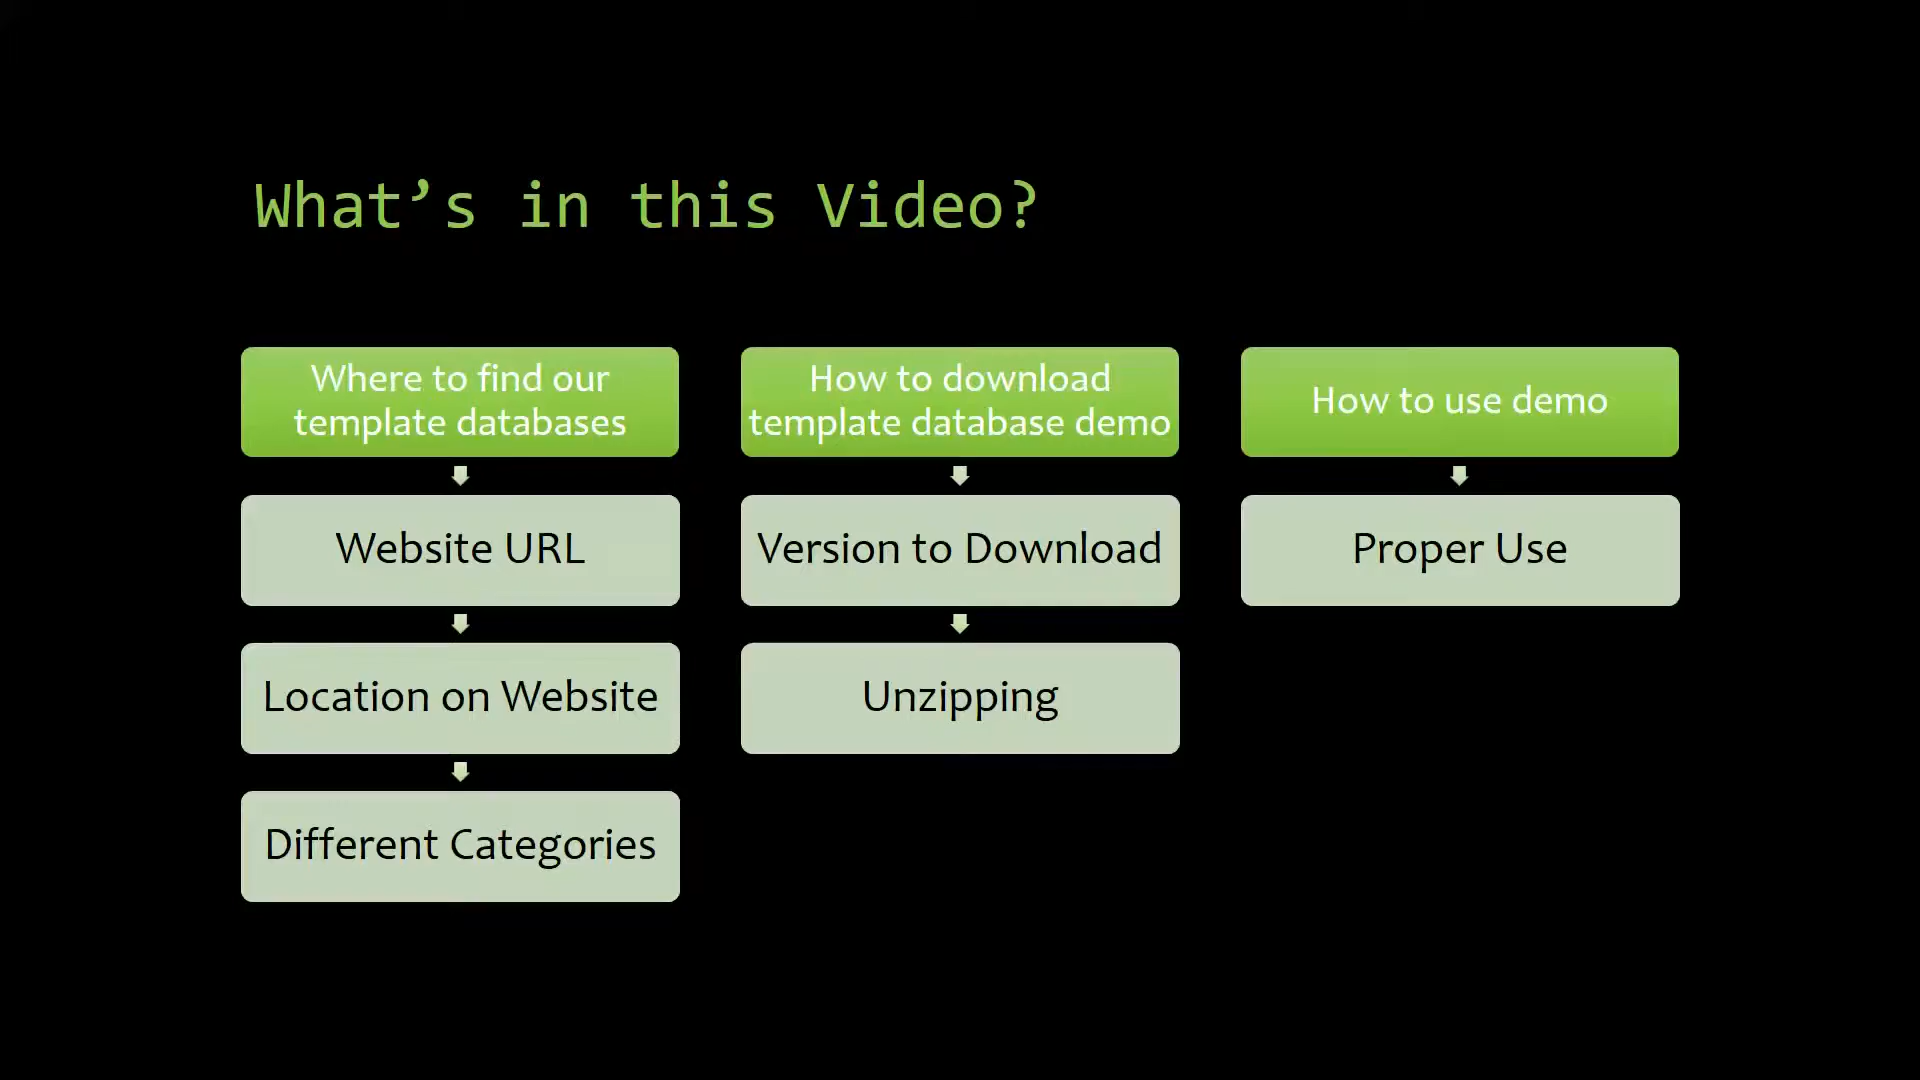 What’s in this Video?
Where to find our
template databases
Website URL
Location on Website
Different Categories
How to download
template database demo
Version to Download
Unzipping
How to use demo
Proper Use